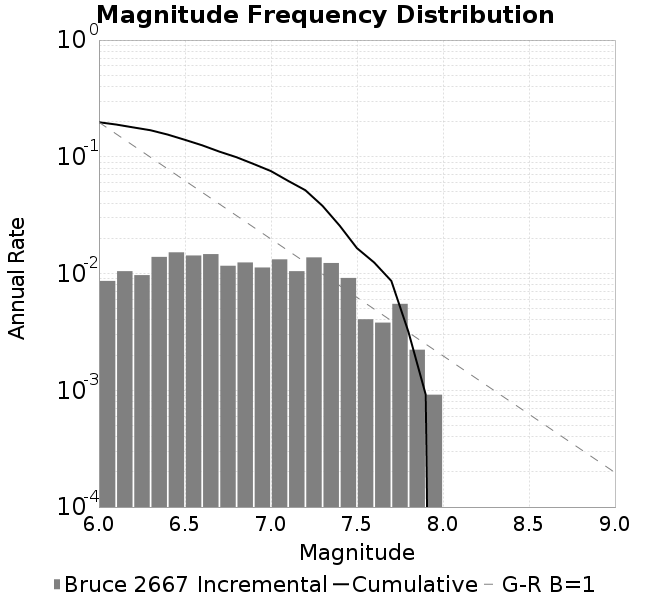 Magnitude Frequency Distribution
10^0
10^-1
10^-2
10^-3
10^-4
Annual Rate
6.0 6.5 7.0 7.5 8.0 8.5 9.0
Magnitude
Bruce 2667 Incremental Cumulative G-R B=1